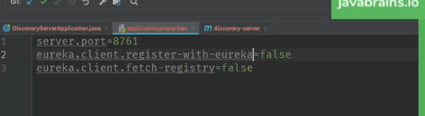 javabrains.io
DiscoveryServerApplication.java
application.properties
discovery-server
1 server.port=8761
2 eureka.client.register-with-eureka=false
3 eureka.client.fetch-registry=false